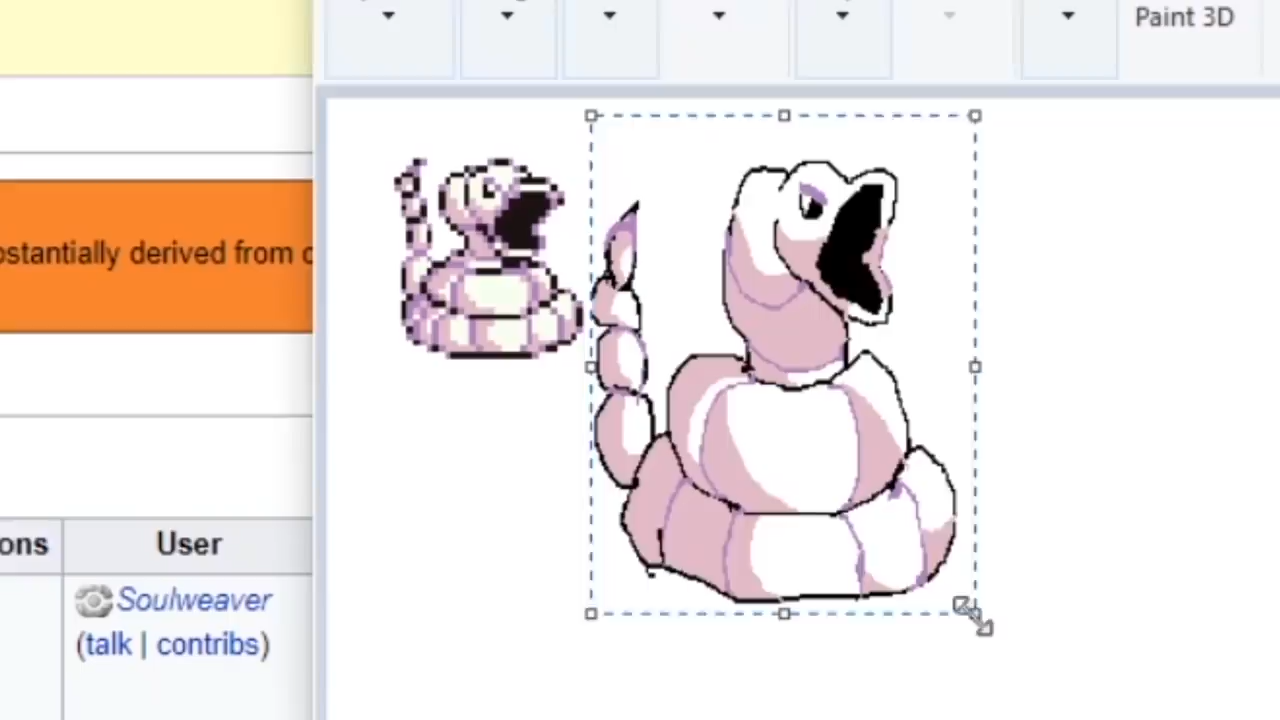 Paint 3D
ostantially derived from
ons
User
Soulweaver
(talk | contribs)